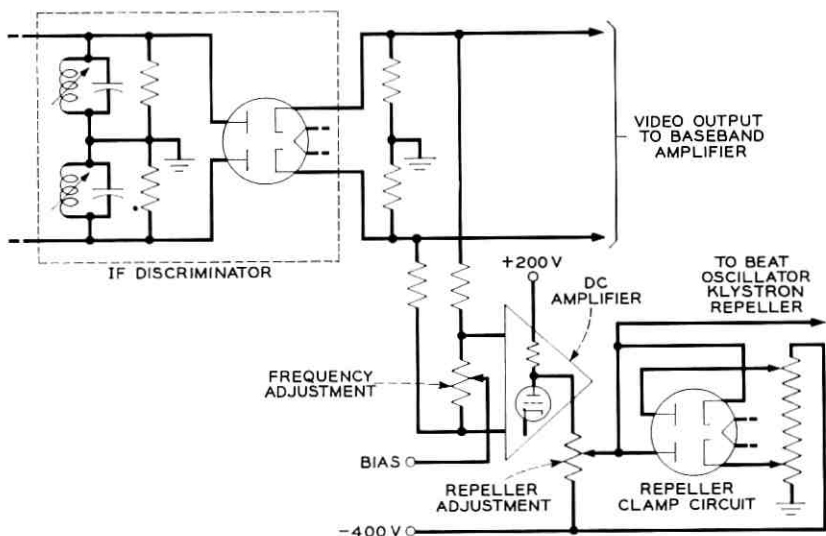 IF DISCRIMINATOR
VIDEO OUTPUT
TO BASEBAND
AMPLIFIER
+200 V
DC
AMPLIFIER
TO BEAT
OSCILLATOR
KLYSTRON
REPELLER
FREQUENCY
ADJUSTMENT
BIAS
REPELLER
ADJUSTMENT
REPELLER
CLAMP CIRCUIT
-400 V